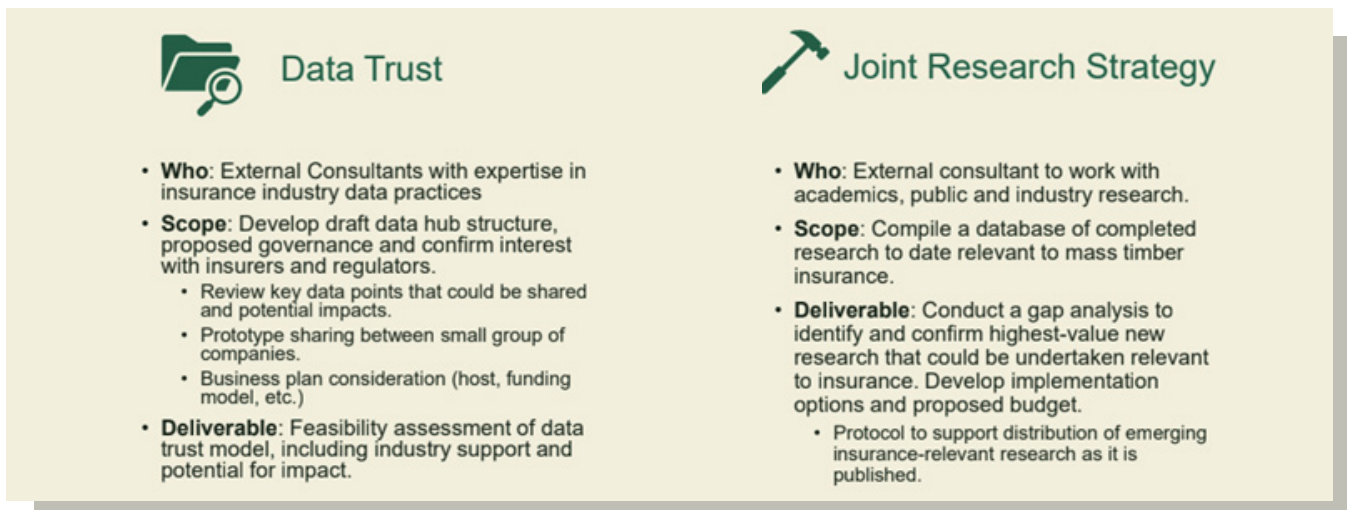 Data Trust
• Who: External Consultants with expertise in
insurance industry data practices
• Scope: Develop draft data hub structure,
proposed governance and confirm interest
with insurers and regulators.
• Review key data points that could be shared
and potential impacts.
• Prototype sharing between small group of
companies.
• Business plan consideration (host, funding
model, etc.)
• Deliverable: Feasibility assessment of data
trust model, including industry support and
potential for impact.
Joint Research Strategy
• Who: External consultant to work with
academics, public and industry research.
• Scope: Compile a database of completed
research to date relevant to mass timber
insurance.
• Deliverable: Conduct a gap analysis to
identify and confirm highest-value new
research that could be undertaken relevant
to insurance. Develop implementation
options and proposed budget.
• Protocol to support distribution of emerging
insurance-relevant research as it is
published.